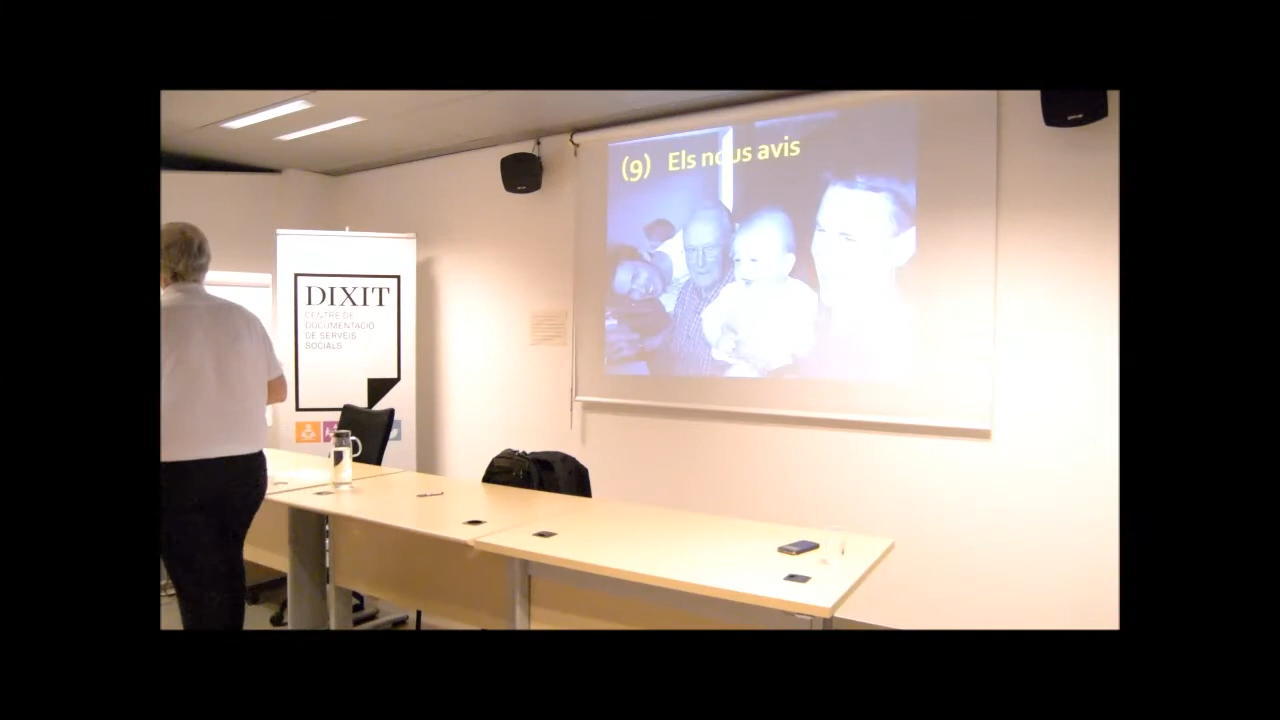 (9) Els nous avis
DIXIT
CENTRE DE
DOCUMENTACIÓ
DE SERVEIS
SOCIALS